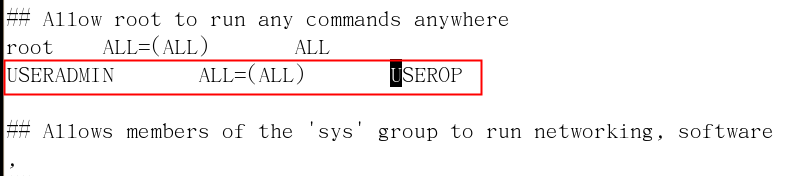 ## Allow root to run any commands anywhere
root ALL=(ALL) ALL
USERADMIN ALL=(ALL) USEROP
## Allows members of the 'sys' group to run networking, software
,